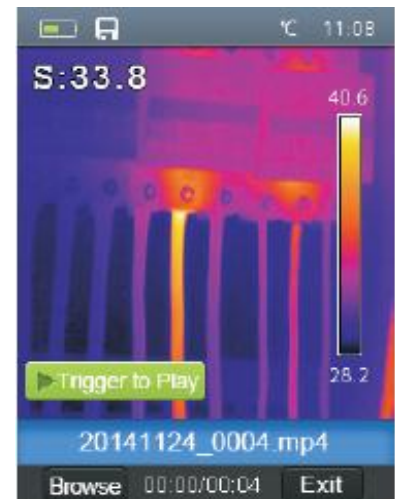 ℃ 11:08
S:33.8
40.6
28.2
Trigger to Play
20141124_0004.mp4
Browse 00:00/00:04 Exit